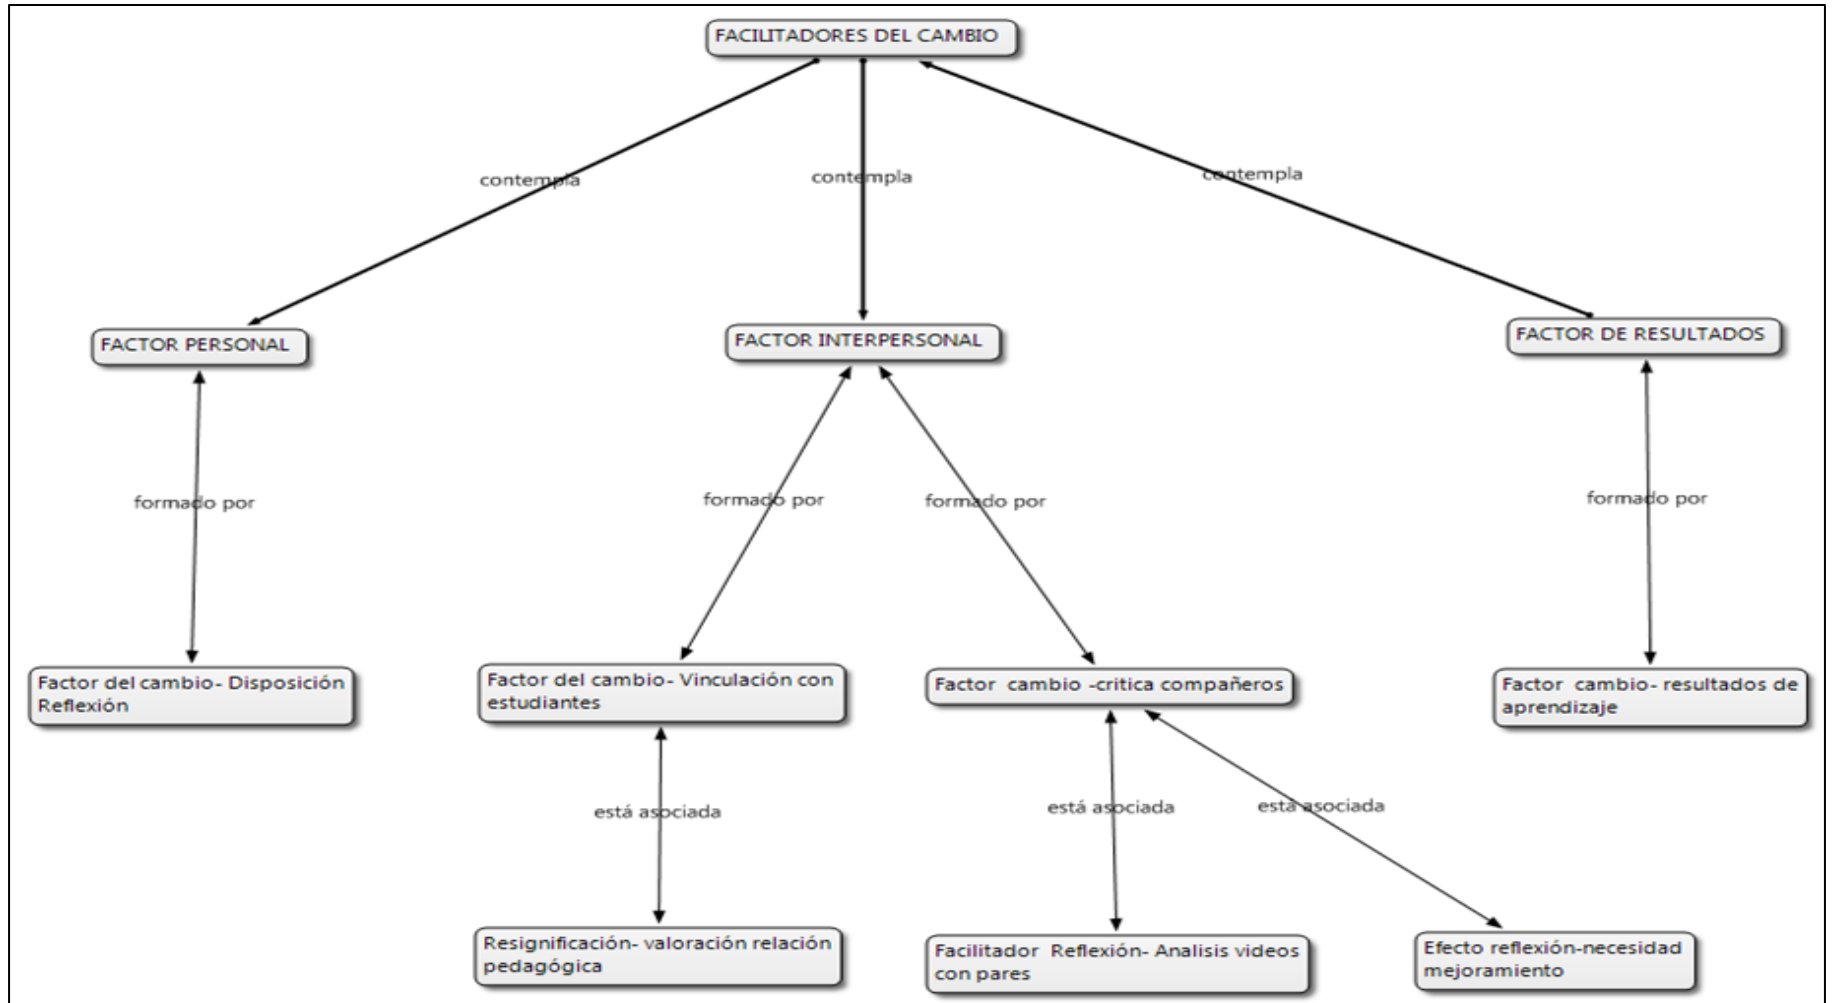 FACILITADORES DEL CAMBIO
contempla
contempla
contempla
FACTOR PERSONAL
FACTOR INTERPERSONAL
FACTOR DE RESULTADOS
formado por
formado por
formado por
formado por
Factor del cambio- Disposición
Reflexión
Factor del cambio- Vinculación con
estudiantes
Factor cambio -critica compañeros
Factor cambio- resultados de
aprendizaje
está asociada
está asociada
está asociada
Resignificación- valoración relación
pedagógica
Facilitador Reflexión- Analisis videos
con pares
Efecto reflexión-necesidad
mejoramiento